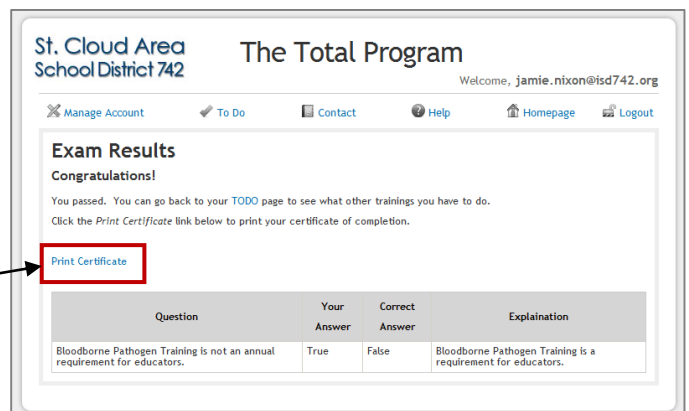 St. Cloud Area
School District 742
The Total Program
Welcome, jamie.nixon@isd742.org
Manage Account To Do Contact Help Homepage Logout
Exam Results
Congratulations!
You passed. You can go back to your TODO page to see what other trainings you have to do.
Click the Print Certificate link below to print your certificate of completion.
Print Certificate
Question Your Answer Correct Answer Explaination
Bloodborne Pathogen Training is not an annual requirement for educators. True False Bloodborne Pathogen Training is a requirement for educators.